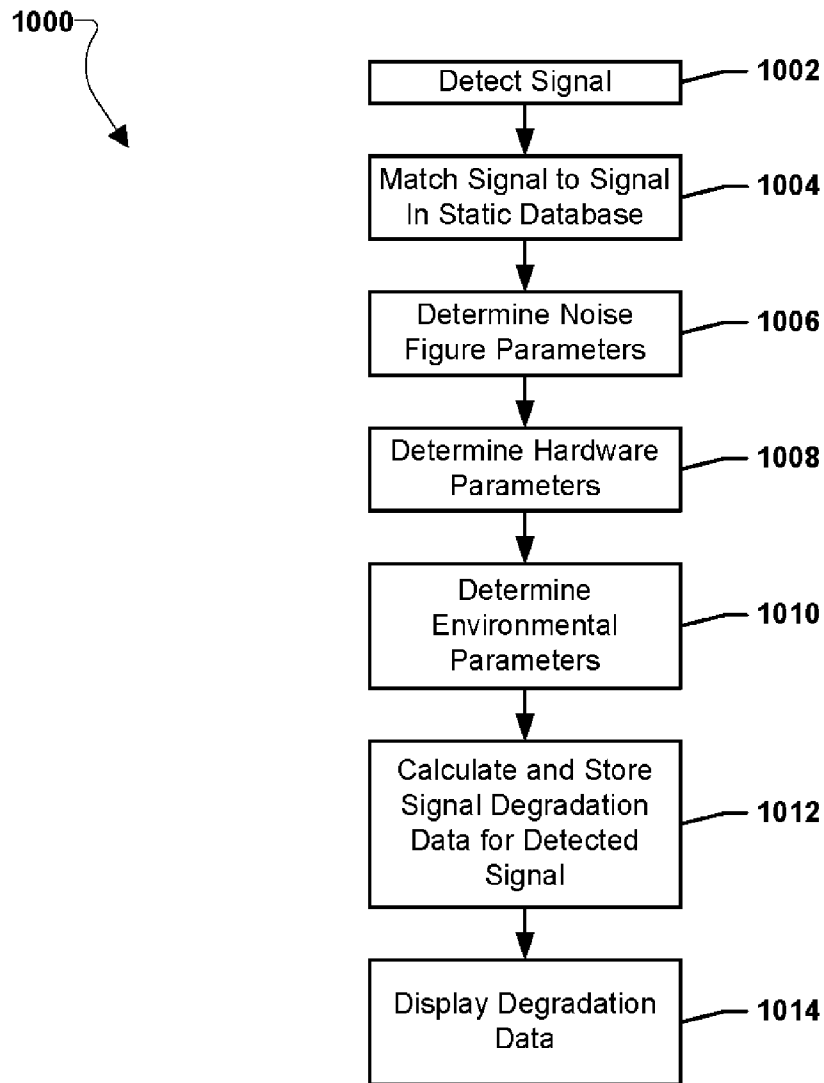 1000
Detect Signal
1002
Match Signal to Signal
In Static Database
1004
Determine Noise
Figure Parameters
1006
Determine Hardware
Parameters
1008
Determine
Environmental
Parameters
1010
Calculate and Store
Signal Degradation
Data for Detected
Signal
1012
Display Degradation
Data
1014